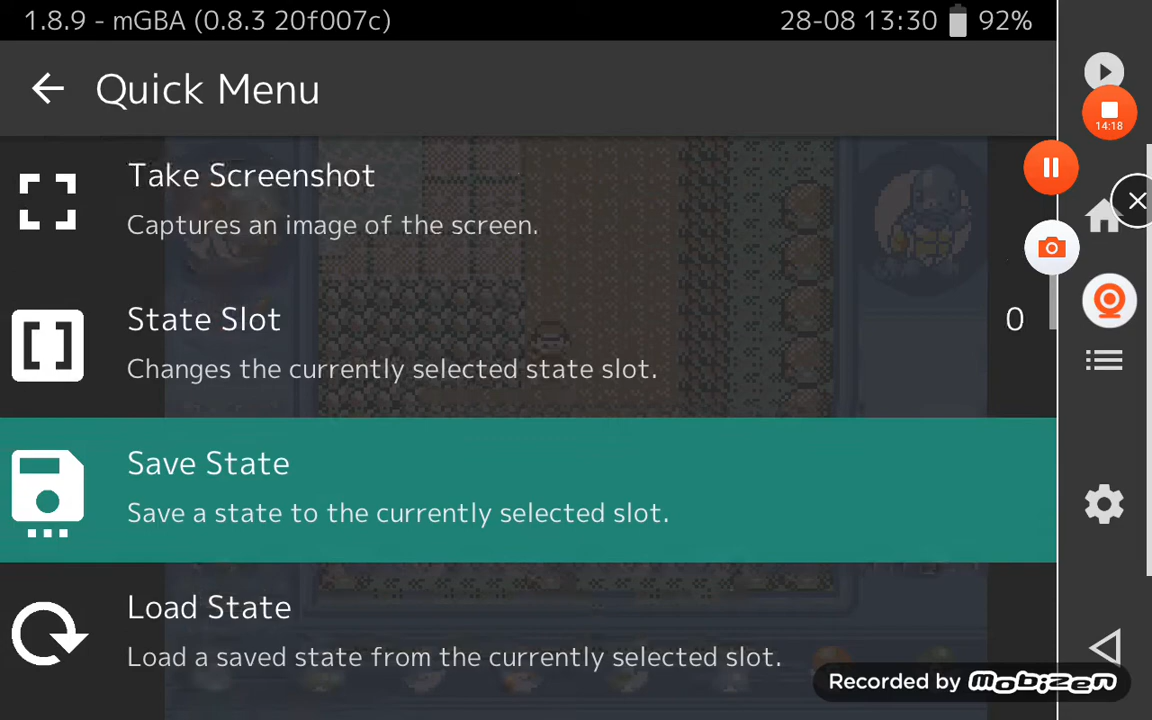 1.8.9 - mGBA (0.8.3 20f007c)
28-08 13:30 92%
Quick Menu
14:18
Take Screenshot
Captures an image of the screen.
State Slot
0
Changes the currently selected state slot.
Save State
Save a state to the currently selected slot.
Load State
Load a saved state from the currently selected slot.
Recorded by mobizen